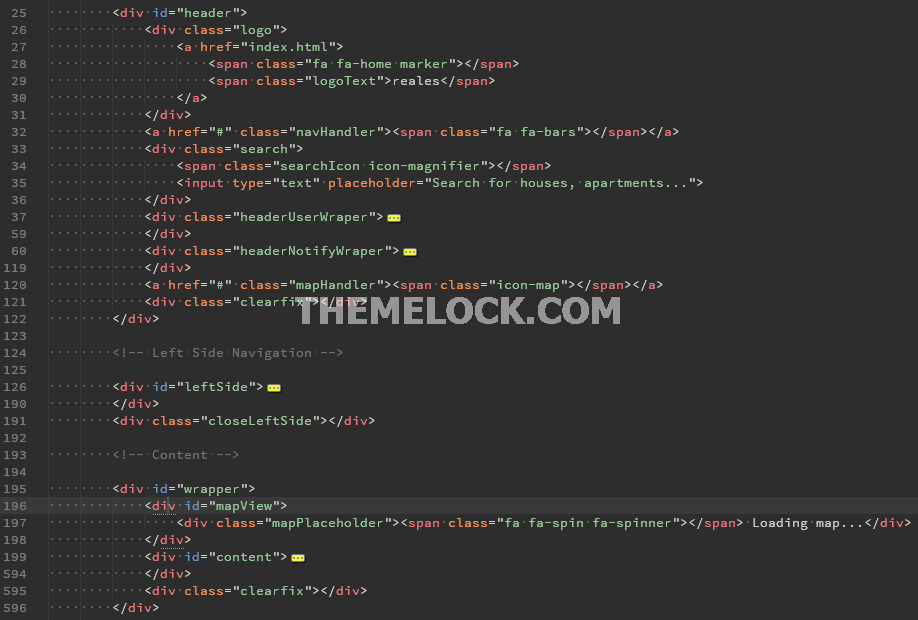 25 <div id="header">
26 <div class="logo">
27 <a href="index.html">
28 <span class="fa fa-home marker"></span>
29 <span class="logoText">reales</span>
30 </a>
31 </div>
32 <a href="#" class="navHandler"><span class="fa fa-bars"></span></a>
33 <div class="search">
34 <span class="searchIcon icon-magnifier"></span>
35 <input type="text" placeholder="Search for houses, apartments...">
36 </div>
37 <div class="headerUserWraper">
59 </div>
60 <div class="headerNotifyWraper">
119 </div>
120 <a href="#" class="mapHandler"><span class="icon-map"></span></a>
121 <div class="clearfix"></div>
THEMELOCK.COM
122 </div>
123
124 <!-- Left Side Navigation -->
125
126 <div id="leftSide">
190 </div>
191 <div class="closeLeftSide"></div>
192
193 <!-- Content -->
194
195 <div id="wrapper">
196 <div id="mapView">
197 <div class="mapPlaceholder"><span class="fa fa-spin fa-spinner"></span> Loading map...</div>
198 </div>
199 <div id="content">
594 </div>
595 <div class="clearfix"></div>
596 </div>